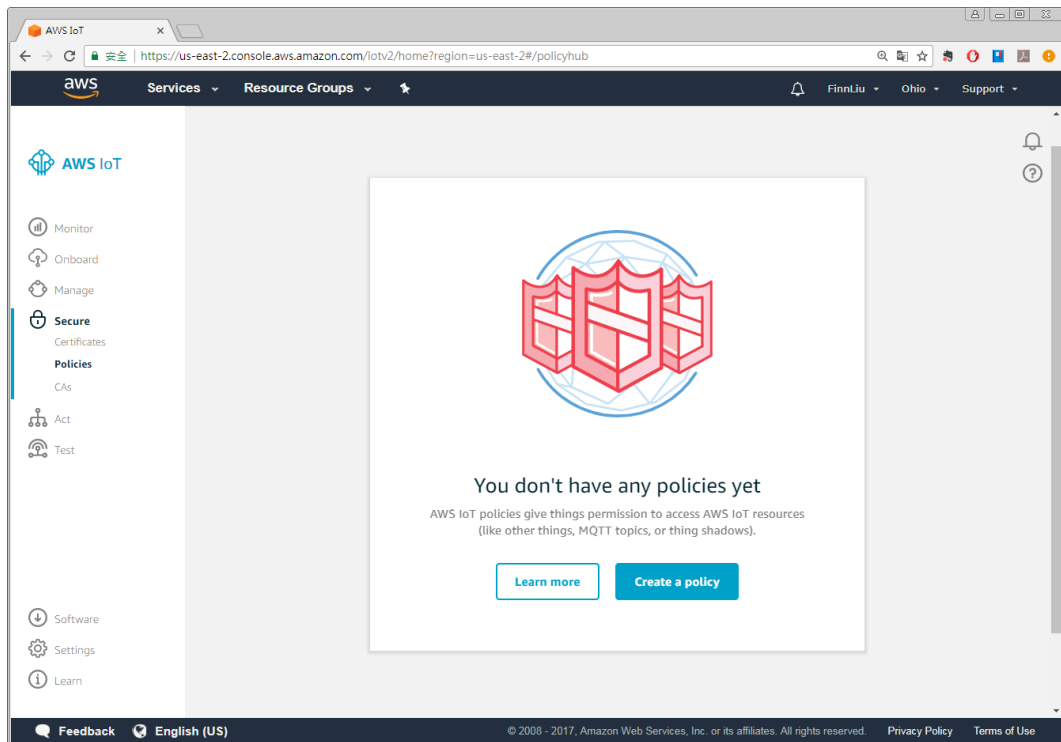 AWS IoT
安全 https://us-east-2.console.aws.amazon.com/iotv2/home?region=us-east-2#/policyhub
aws Services Resource Groups FinnLiu Ohio Support
AWS IoT
Monitor
Onboard
Manage
Secure
Certificates
Policies
CAs
Act
Test
You don't have any policies yet
AWS IoT policies give things permission to access AWS IoT resources
(like other things, MQTT topics, or thing shadows).
Learn more Create a policy
Software
Settings
Learn
Feedback English (US) © 2008 - 2017, Amazon Web Services, Inc. or its affiliates. All rights reserved. Privacy Policy Terms of Use